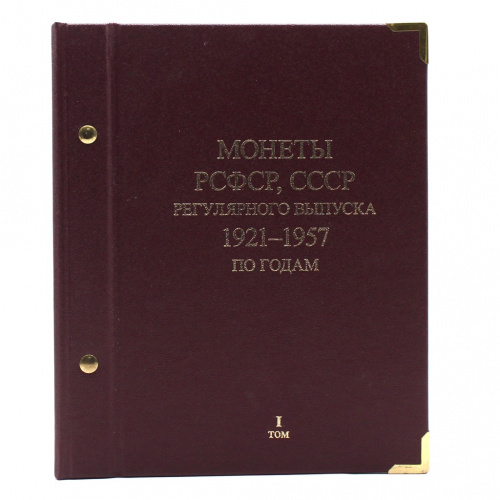 МОНЕТЫ
РСФСР, СССР
РЕГУЛЯРНОГО ВЫПУСКА
1921–1957
ПО ГОДАМ
I
ТОМ